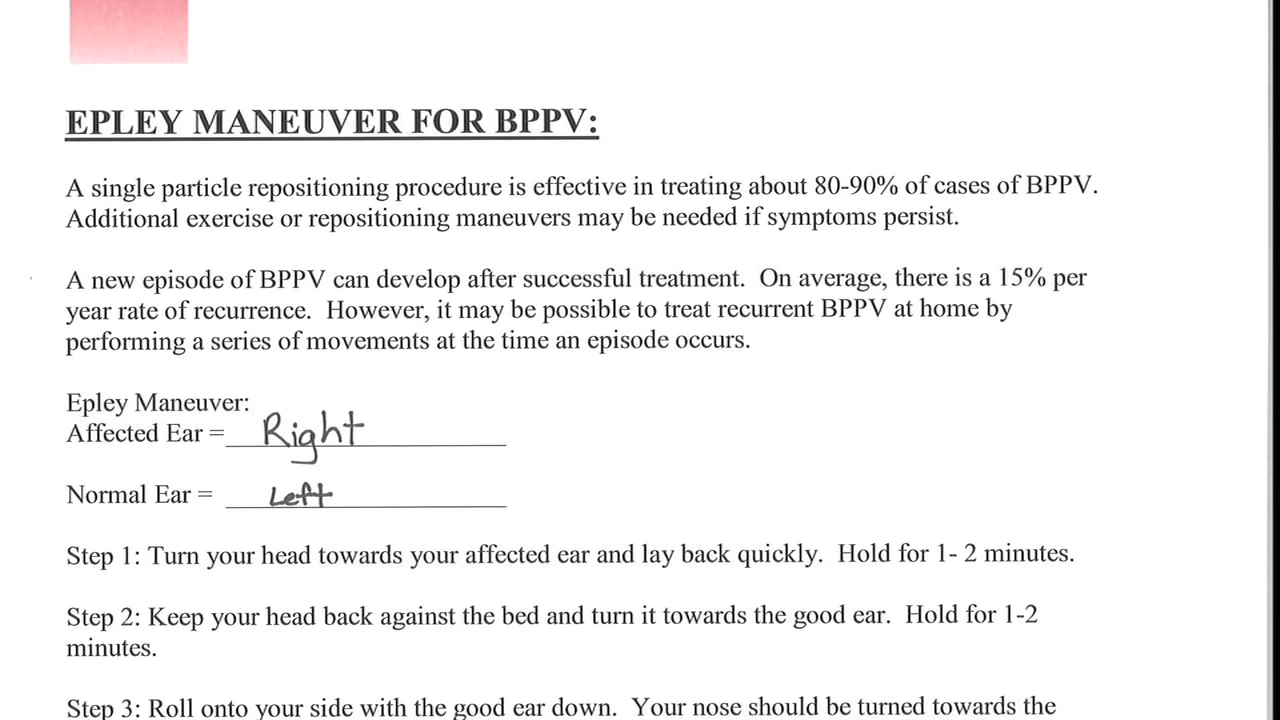 EPLEY MANEUVER FOR BPPV:
A single particle repositioning procedure is effective in treating about 80-90% of cases of BPPV.
Additional exercise or repositioning maneuvers may be needed if symptoms persist.
A new episode of BPPV can develop after successful treatment.  On average, there is a 15% per
year rate of recurrence.  However, it may be possible to treat recurrent BPPV at home by
performing a series of movements at the time an episode occurs.
Epley Maneuver:
Affected Ear = Right
Normal Ear = Left
Step 1: Turn your head towards your affected ear and lay back quickly.  Hold for 1- 2 minutes.
Step 2: Keep your head back against the bed and turn it towards the good ear.  Hold for 1-2
minutes.
Step 3: Roll onto your side with the good ear down.  Your nose should be turned towards the